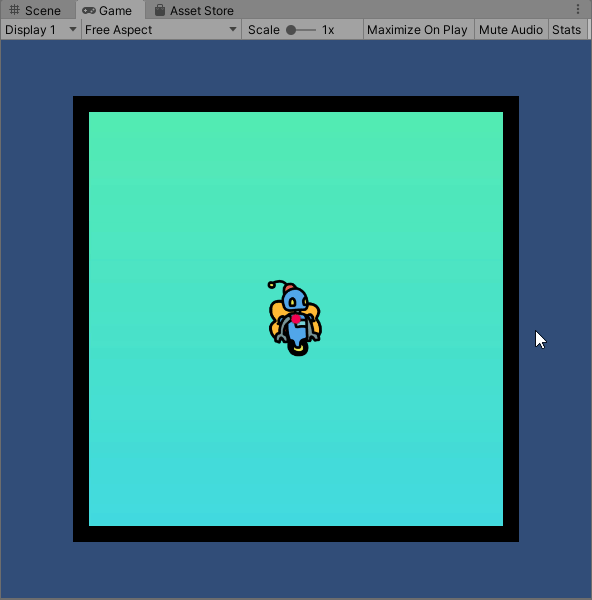 Scene Game Asset Store
Display 1 Free Aspect Scale 1x Maximize On Play Mute Audio Stats